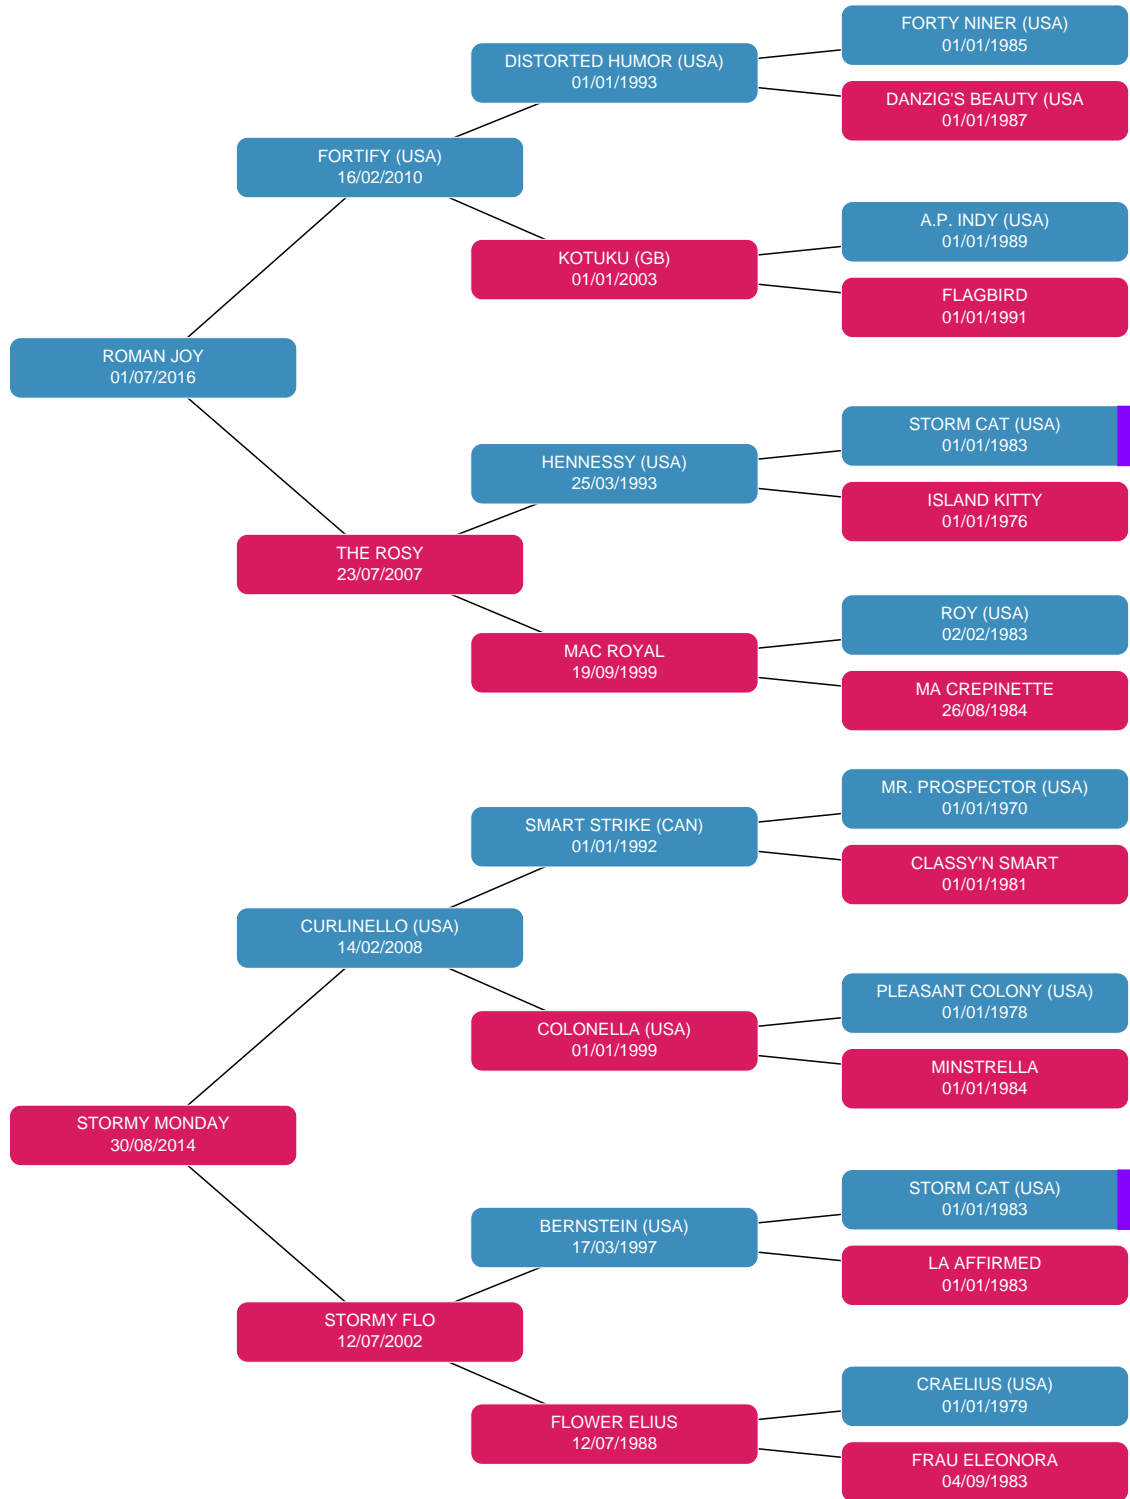 FORTY NINER (USA)
01/01/1985
DISTORTED HUMOR (USA)
01/01/1993
DANZIG'S BEAUTY (USA
01/01/1987
FORTIFY (USA)
16/02/2010
A.P. INDY (USA)
01/01/1989
KOTUKU (GB)
01/01/2003
FLAGBIRD
01/01/1991
ROMAN JOY
01/07/2016
STORM CAT (USA)
01/01/1983
HENNESSY (USA)
25/03/1993
ISLAND KITTY
01/01/1976
THE ROSY
23/07/2007
ROY (USA)
02/02/1983
MAC ROYAL
19/09/1999
MA CREPINETTE
26/08/1984
MR. PROSPECTOR (USA)
01/01/1970
SMART STRIKE (CAN)
01/01/1992
CLASSY'N SMART
01/01/1981
CURLINELLO (USA)
14/02/2008
PLEASANT COLONY (USA)
01/01/1978
COLONELLA (USA)
01/01/1999
MINSTRELLA
01/01/1984
STORMY MONDAY
30/08/2014
STORM CAT (USA)
01/01/1983
BERNSTEIN (USA)
17/03/1997
LA AFFIRMED
01/01/1983
STORMY FLO
12/07/2002
CRAELIUS (USA)
01/01/1979
FLOWER ELIUS
12/07/1988
FRAU ELEONORA
04/09/1983